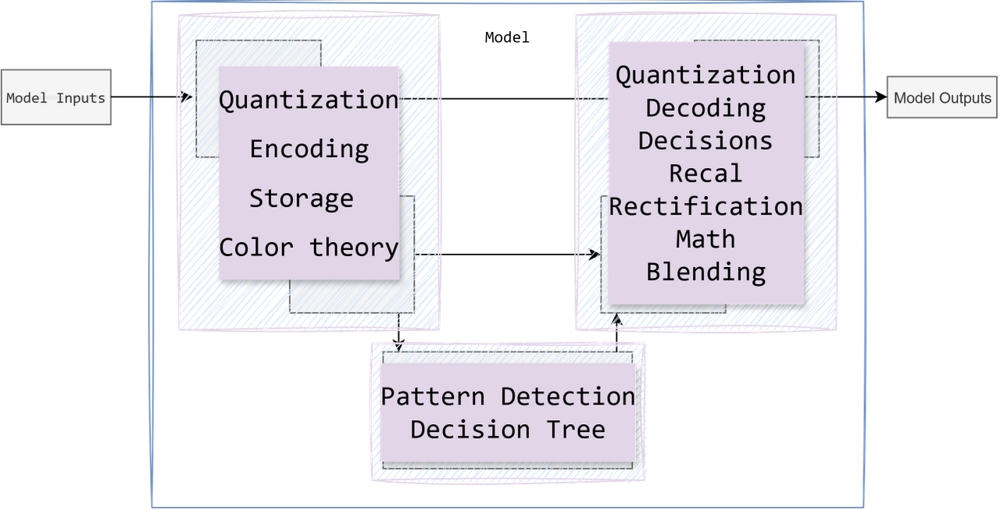 Model
Model Inputs
Quantization
Encoding
Storage
Color theory
Quantization
Decoding
Decisions
Recal
Rectification
Math
Blending
Model Outputs
Pattern Detection
Decision Tree